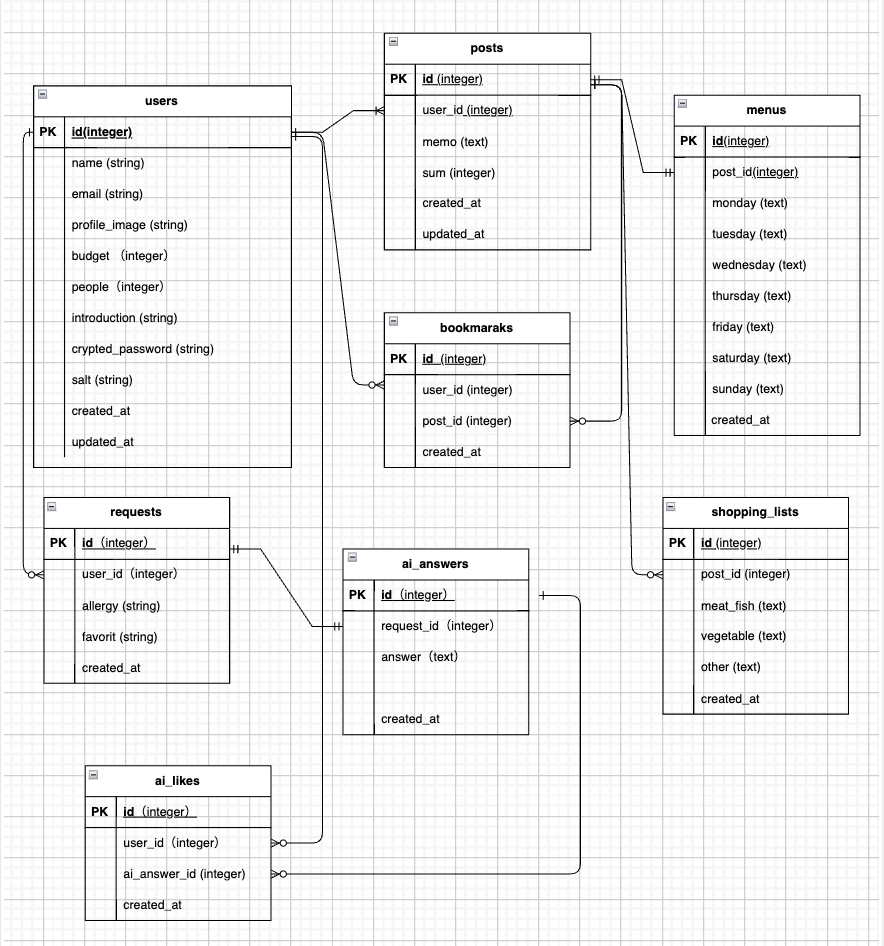 posts
PK id (integer)
user_id (integer)
memo (text)
sum (integer)
created_at
updated_at
users
PK id(integer)
name (string)
email (string)
profile_image (string)
budget （integer）
people（integer）
introduction (string)
crypted_password (string)
salt (string)
created_at
updated_at
menus
PK id(integer)
post_id(integer)
monday (text)
tuesday (text)
wednesday (text)
thursday (text)
friday (text)
saturday (text)
sunday (text)
created_at
bookmaraks
PK id (integer)
user_id (integer)
post_id (integer)
created_at
requests
PK id（integer）
user_id（integer）
allergy (string)
favorit (string)
created_at
ai_answers
PK id（integer）
request_id（integer）
answer（text）
created_at
shopping_lists
PK id (integer)
post_id (integer)
meat_fish (text)
vegetable (text)
other (text)
created_at
ai_likes
PK id（integer）
user_id（integer）
ai_answer_id (integer)
created_at